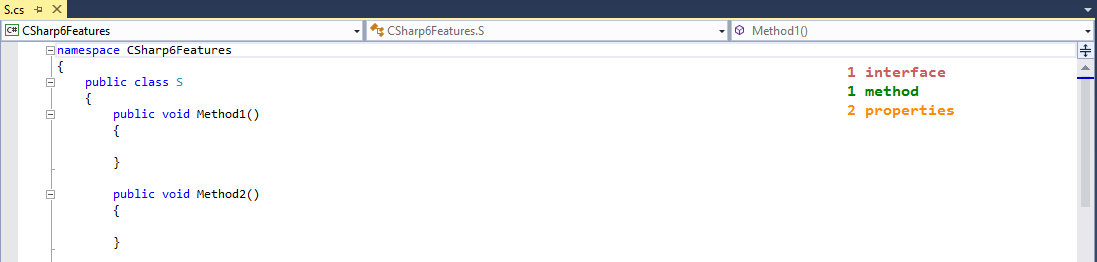 S.cs
C# CSharp6Features
CSharp6Features.S
Method1()
namespace CSharp6Features
{
public class S
{
public void Method1()
{
}
public void Method2()
{
}
1 interface
1 method
2 properties